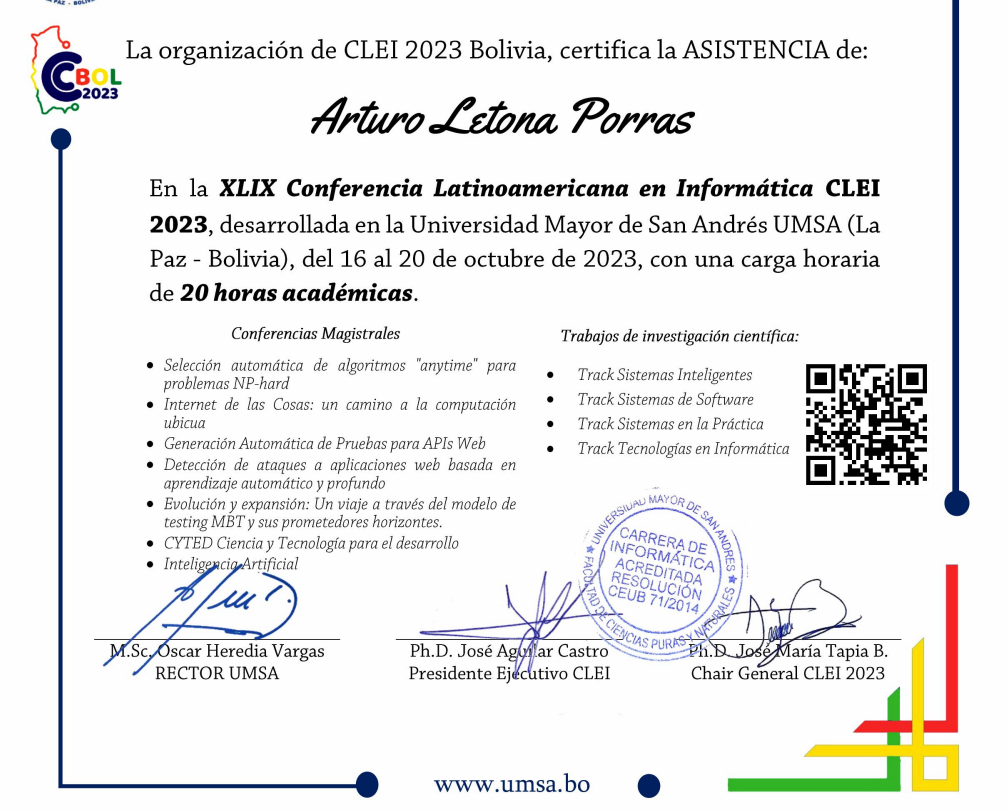 LA PAZ - BOLIVIA
CBOL
2023
La organización de CLEI 2023 Bolivia, certifica la ASISTENCIA de:
Arturo Letona Porras
En la XLIX Conferencia Latinoamericana en Informática CLEI
2023, desarrollada en la Universidad Mayor de San Andrés UMSA (La
Paz - Bolivia), del 16 al 20 de octubre de 2023, con una carga horaria
de 20 horas académicas.
Conferencias Magistrales
• Selección automática de algoritmos "anytime" para
problemas NP-hard
• Internet de las Cosas: un camino a la computación
ubicua
• Generación Automática de Pruebas para APIs Web
• Detección de ataques a aplicaciones web basada en
aprendizaje automático y profundo
• Evolución y expansión: Un viaje a través del modelo de
testing MBT y sus prometedores horizontes.
• CYTED Ciencia y Tecnología para el desarrollo
• Inteligencia Artificial
Trabajos de investigación científica:
• Track Sistemas Inteligentes
• Track Sistemas de Software
• Track Sistemas en la Práctica
• Track Tecnologías en Informática
UNIVERSIDAD MAYOR DE SAN ANDRES
FACULTAD DE CIENCIAS PURAS Y NATURALES
CARRERA DE
INFORMÁTICA
ACREDITADA
RESOLUCIÓN
CEUB 71/2014
M.Sc. Oscar Heredia Vargas
RECTOR UMSA
Ph.D. José Aguilar Castro
Presidente Ejecutivo CLEI
Ph.D. José María Tapia B.
Chair General CLEI 2023
www.umsa.bo